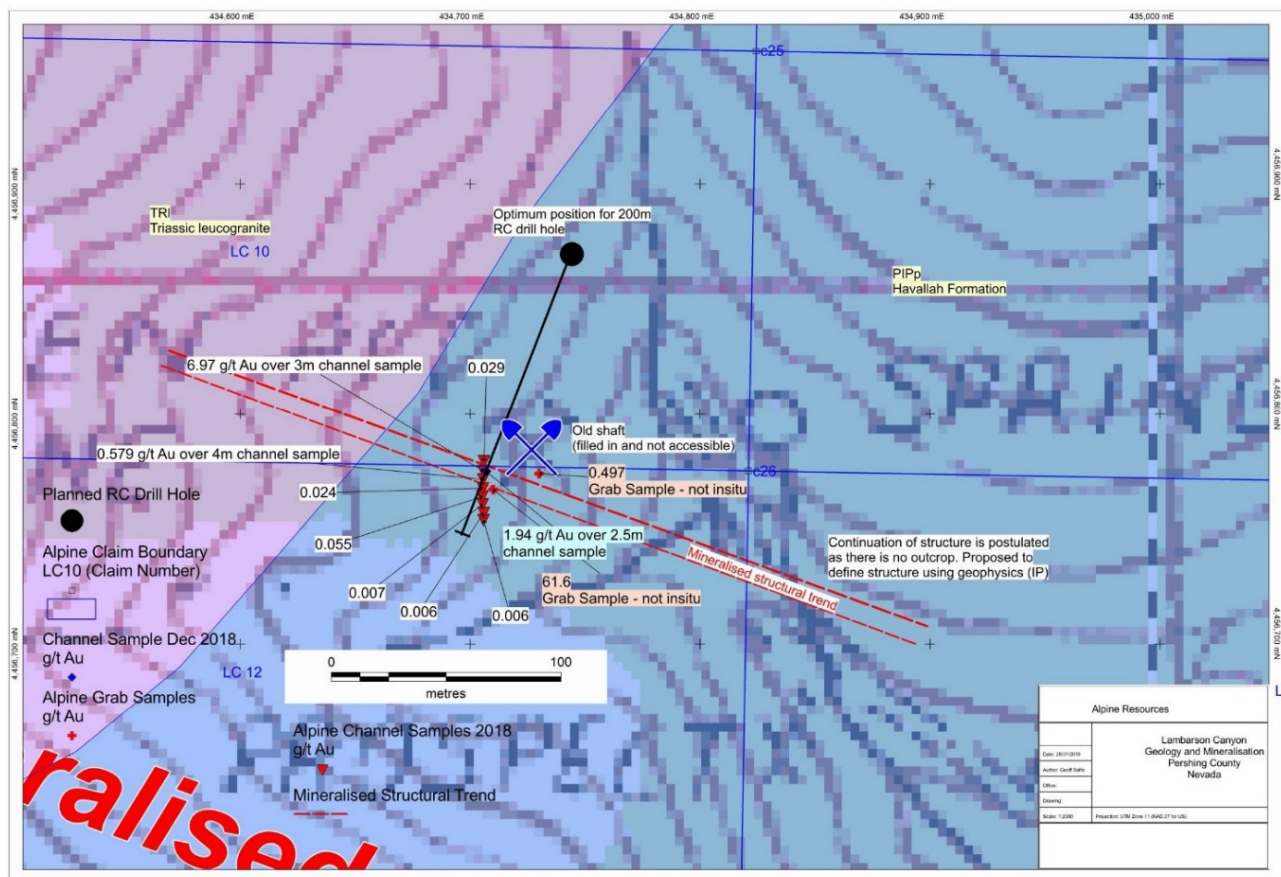 434,600 mE
434,700 mE
434,800 mE
434,900 mE
435,000 mE
c25
4,456,900 mN
4,456,900 mN
TRl
Triassic leucogranite
LC 10
Optimum position for 200m
RC drill hole
PIPp
Havallah Formation
6.97 g/t Au over 3m channel sample
0.029
4,456,800 mN
4,456,800 mN
SPRING
Old shaft
(filled in and not accessible)
0.579 g/t Au over 4m channel sample
c26
0.497
Grab Sample - not insitu
Planned RC Drill Hole
0.024
0.055
1.94 g/t Au over 2.5m
channel sample
Continuation of structure is postulated
as there is no outcrop. Proposed to
define structure using geophysics (IP)
Mineralised structural trend
Alpine Claim Boundary
LC10 (Claim Number)
0.007
0.006
0.006
61.6
Grab Sample - not insitu
Channel Sample Dec 2018
g/t Au
4,456,700 mN
4,456,700 mN
LC 12
0
100
metres
Alpine Grab Samples
g/t Au
Alpine Channel Samples 2018
g/t Au
Mineralised Structural Trend
ralised
L
Alpine Resources
Lambarson Canyon
Geology and Mineralisation
Pershing County
Nevada
Author: Geoff
Office:
Drawing
Scale: 1:2000
Projection: UTM Zone 11 (NAD 27 for US)